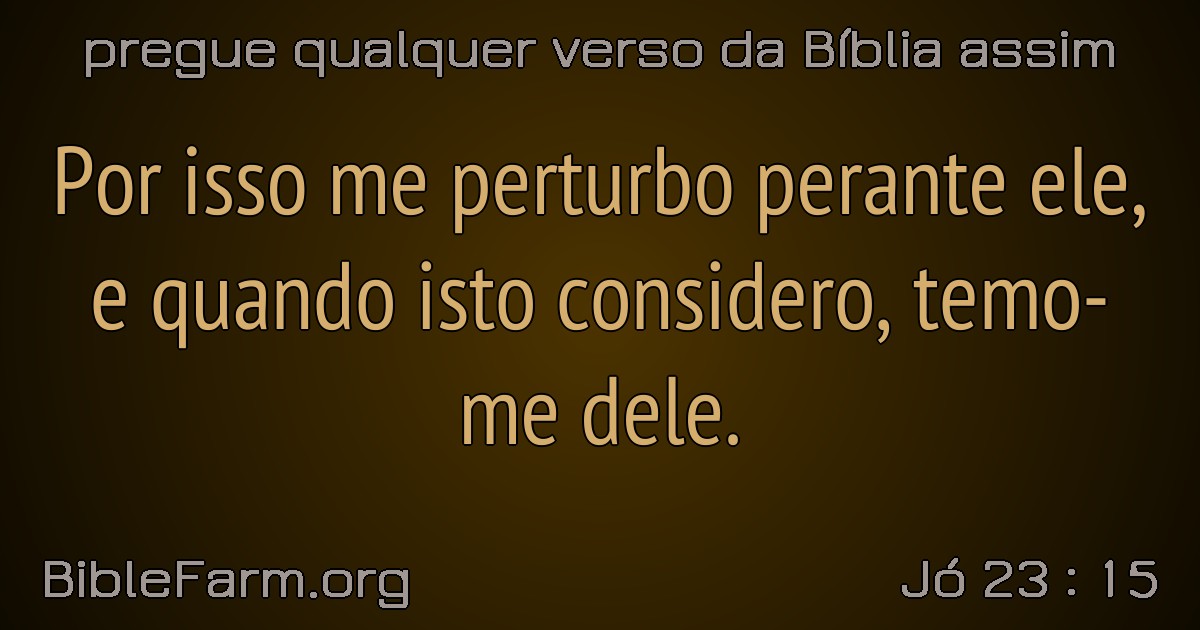 pregue qualquer verso da Bíblia assim
Por isso me perturbo perante ele,
e quando isto considero, temo-
me dele.
BibleFarm.org
Jó 23 : 15